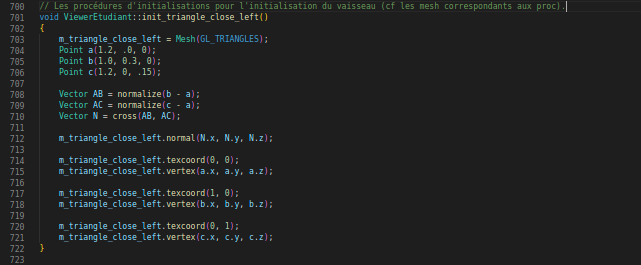 700 // Les procédures d'initialisations pour l'initialisation du vaisseau (cf les mesh correspondants aux proc).
701 void ViewerEtudiant::init_triangle_close_left()
702 {
703 m_triangle_close_left = Mesh(GL_TRIANGLES);
704 Point a(1.2, .0, 0);
705 Point b(1.0, 0.3, 0);
706 Point c(1.2, 0, .15);
707
708 Vector AB = normalize(b - a);
709 Vector AC = normalize(c - a);
710 Vector N = cross(AB, AC);
711
712 m_triangle_close_left.normal(N.x, N.y, N.z);
713
714 m_triangle_close_left.texcoord(0, 0);
715 m_triangle_close_left.vertex(a.x, a.y, a.z);
716
717 m_triangle_close_left.texcoord(1, 0);
718 m_triangle_close_left.vertex(b.x, b.y, b.z);
719
720 m_triangle_close_left.texcoord(0, 1);
721 m_triangle_close_left.vertex(c.x, c.y, c.z);
722 }
723